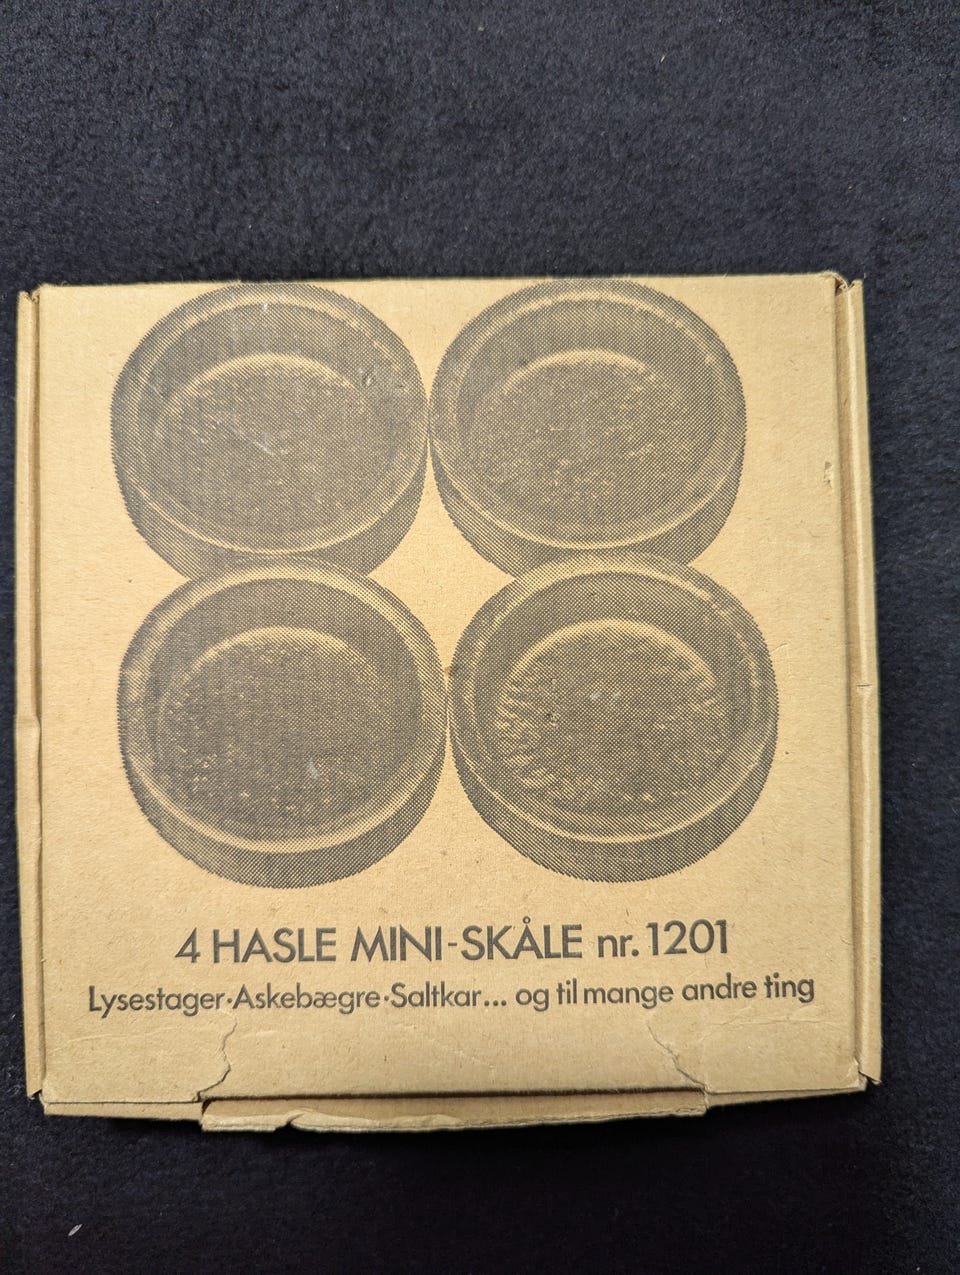 4 HASLE MINI-SKÅLE nr. 1201
Lysestager·Askebægre·Saltkar... og til mange andre ting